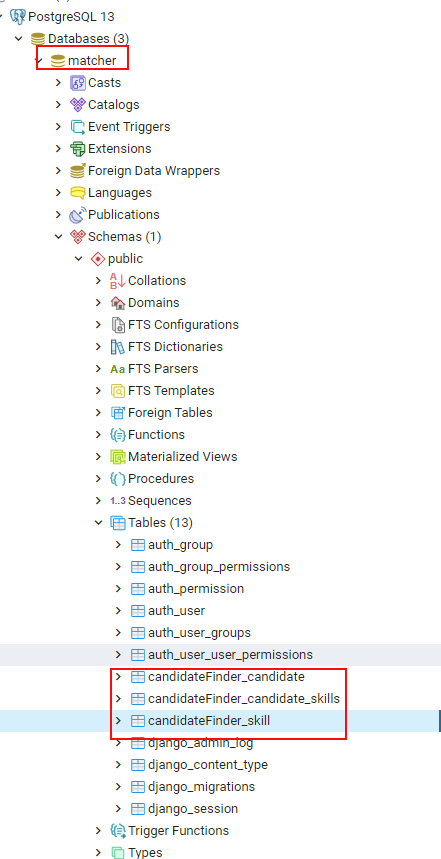 PostgreSQL 13
Databases (3)
matcher
Casts
Catalogs
Event Triggers
Extensions
Foreign Data Wrappers
Languages
Publications
Schemas (1)
public
Collations
Domains
FTS Configurations
FTS Dictionaries
Aa FTS Parsers
FTS Templates
Foreign Tables
Functions
Materialized Views
Procedures
1..3 Sequences
Tables (13)
auth_group
auth_group_permissions
auth_permission
auth_user
auth_user_groups
auth_user_user_permissions
candidateFinder_candidate
candidateFinder_candidate_skills
candidateFinder_skill
django_admin_log
django_content_type
django_migrations
django_session
Trigger Functions
Types